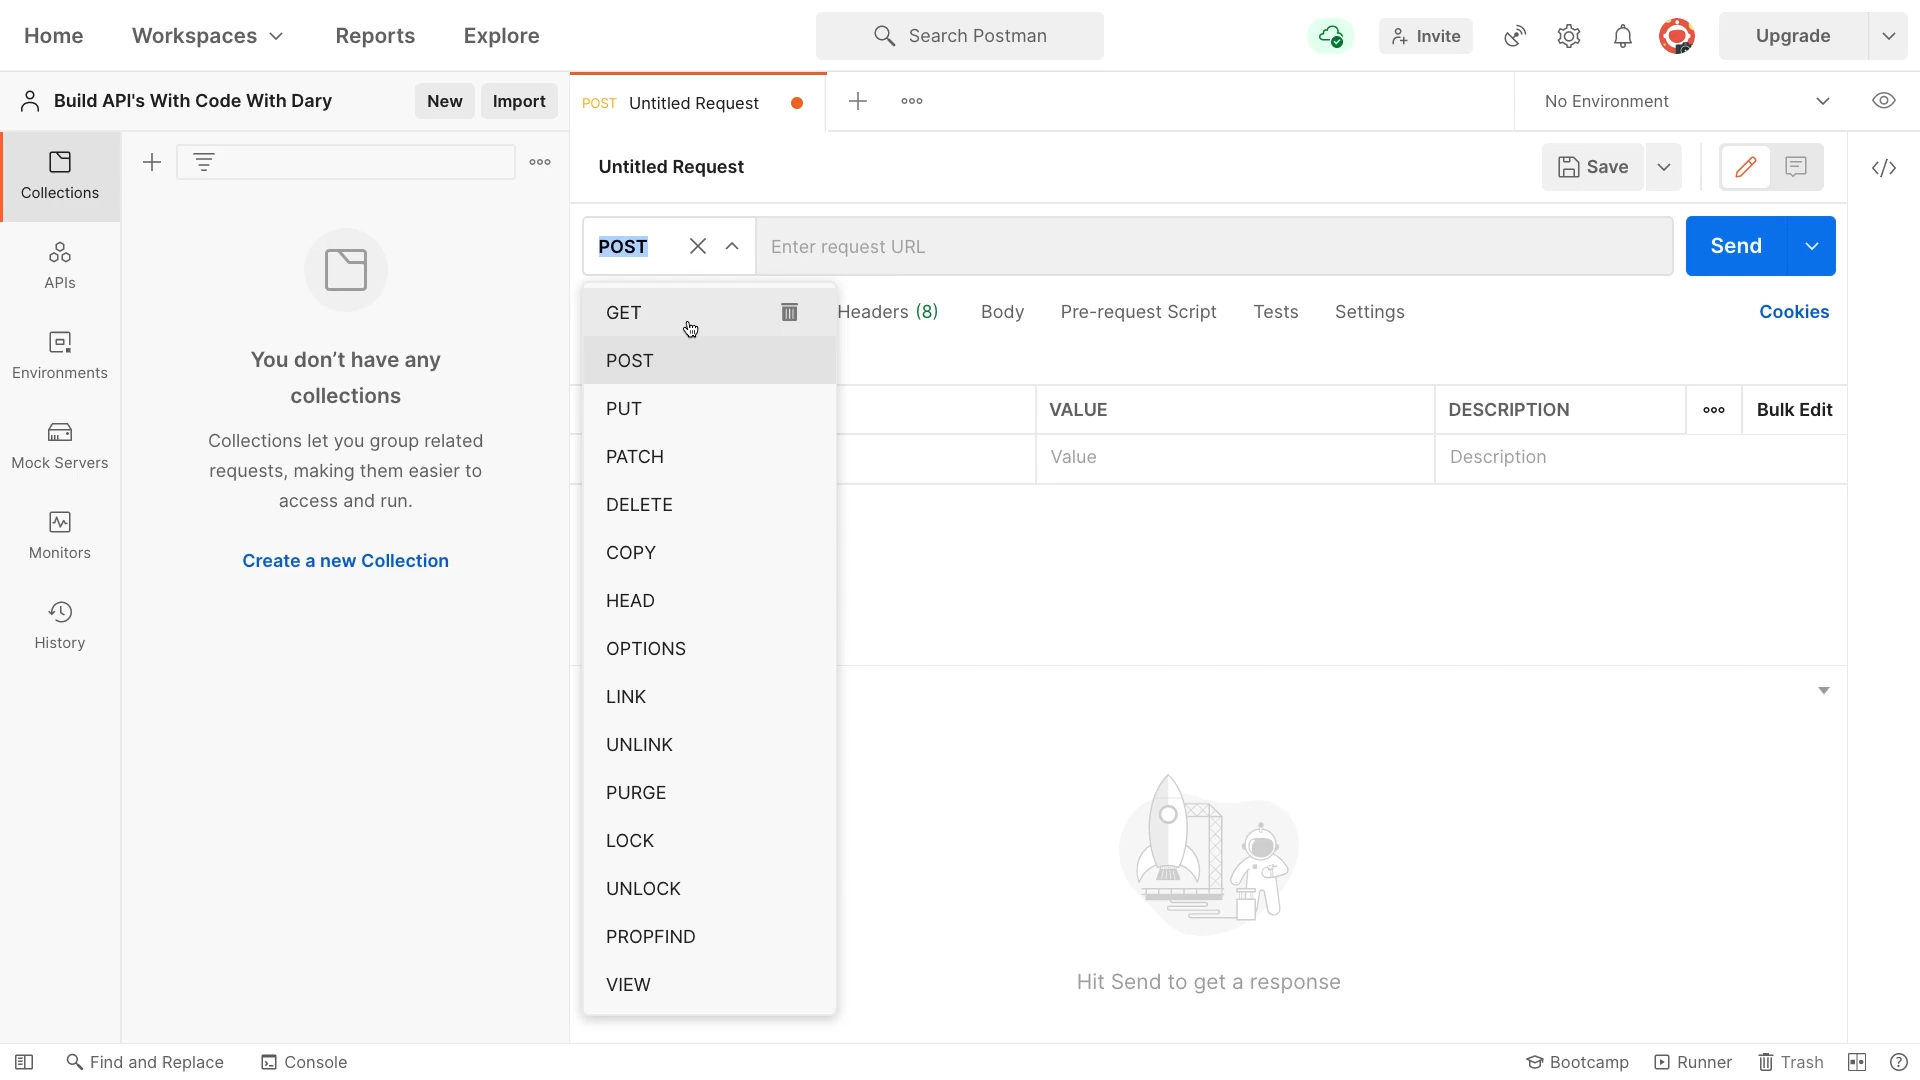 Home
Workspaces
Reports
Explore
Search Postman
Invite
Upgrade
Build API's With Code With Dary
New
Import
POST Untitled Request
No Environment
Collections
APIs
Environments
Mock Servers
Monitors
History
You don’t have any
collections
Collections let you group related
requests, making them easier to
access and run.
Create a new Collection
Untitled Request
Save
POST
Enter request URL
Send
Headers (8)
Body
Pre-request Script
Tests
Settings
Cookies
GET
POST
PUT
PATCH
DELETE
COPY
HEAD
OPTIONS
LINK
UNLINK
PURGE
LOCK
UNLOCK
PROPFIND
VIEW
VALUE
DESCRIPTION
Bulk Edit
Value
Description
Hit Send to get a response
Find and Replace
Console
Bootcamp
Runner
Trash